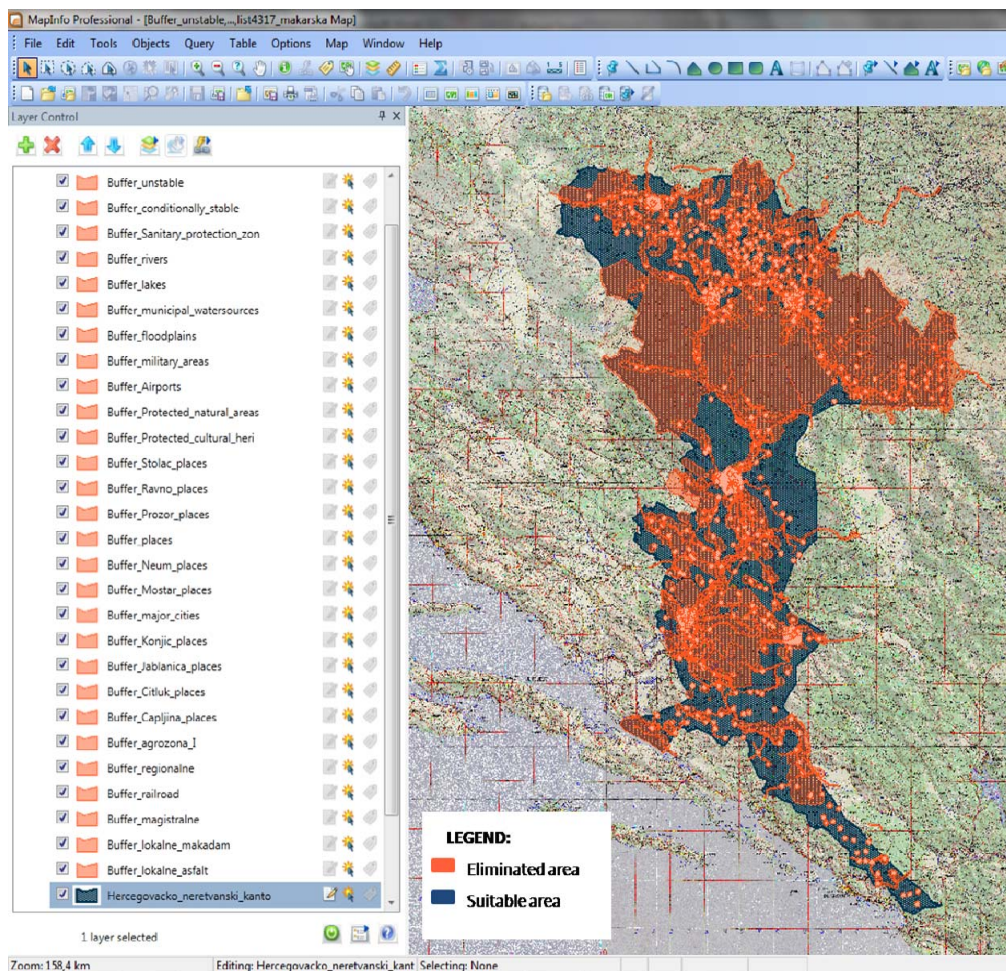 MapInfo Professional - [Buffer_unstable,...,list4317_makarska Map]
File Edit Tools Objects Query Table Options Map Window Help
Layer Control
Buffer_unstable
Buffer_conditionally_stable
Buffer_Sanitary_protection_zon
Buffer_rivers
Buffer_lakes
Buffer_municipal_watersources
Buffer_floodplains
Buffer_military_areas
Buffer_Airports
Buffer_Protected_natural_areas
Buffer_Protected_cultural_heri
Buffer_Stolac_places
Buffer_Ravno_places
Buffer_Prozor_places
Buffer_places
Buffer_Neum_places
Buffer_Mostar_places
Buffer_major_cities
Buffer_Konjic_places
Buffer_Jablanica_places
Buffer_Citluk_places
Buffer_Capljina_places
Buffer_agrozona_I
Buffer_regionalne
Buffer_railroad
Buffer_magistralne
Buffer_lokalne_makadam
Buffer_lokalne_asfalt
Hercegovacko_neretvanski_kanto
1 layer selected
LEGEND:
Eliminated area
Suitable area
Zoom: 158,4 km Editing: Hercegovacko_neretvanski_kant Selecting: None